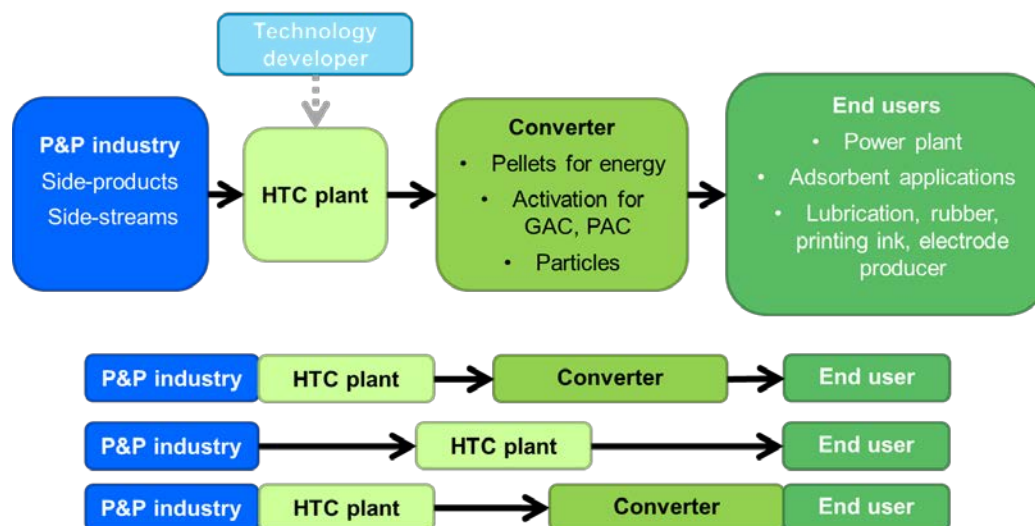 Technology
developer
P&P industry
Side-products
Side-streams
HTC plant
Converter
• Pellets for energy
• Activation for
GAC, PAC
• Particles
End users
• Power plant
• Adsorbent applications
• Lubrication, rubber,
printing ink, electrode
producer
P&P industry HTC plant Converter End user
P&P industry HTC plant End user
P&P industry HTC plant Converter End user